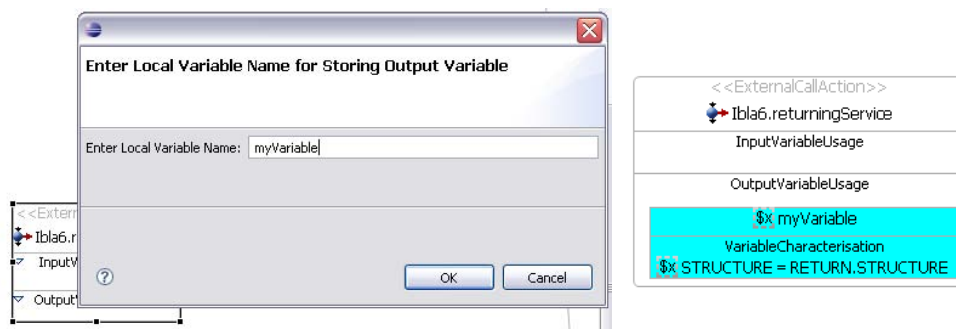 Enter Local Variable Name for Storing Output Variable
Enter Local Variable Name: myVariable
OK
Cancel
<<Extern
Ibla6.r
InputV
Output
<<ExternalCallAction>>
Ibla6.returningService
InputVariableUsage
OutputVariableUsage
$x myVariable
VariableCharacterisation
$x STRUCTURE = RETURN.STRUCTURE